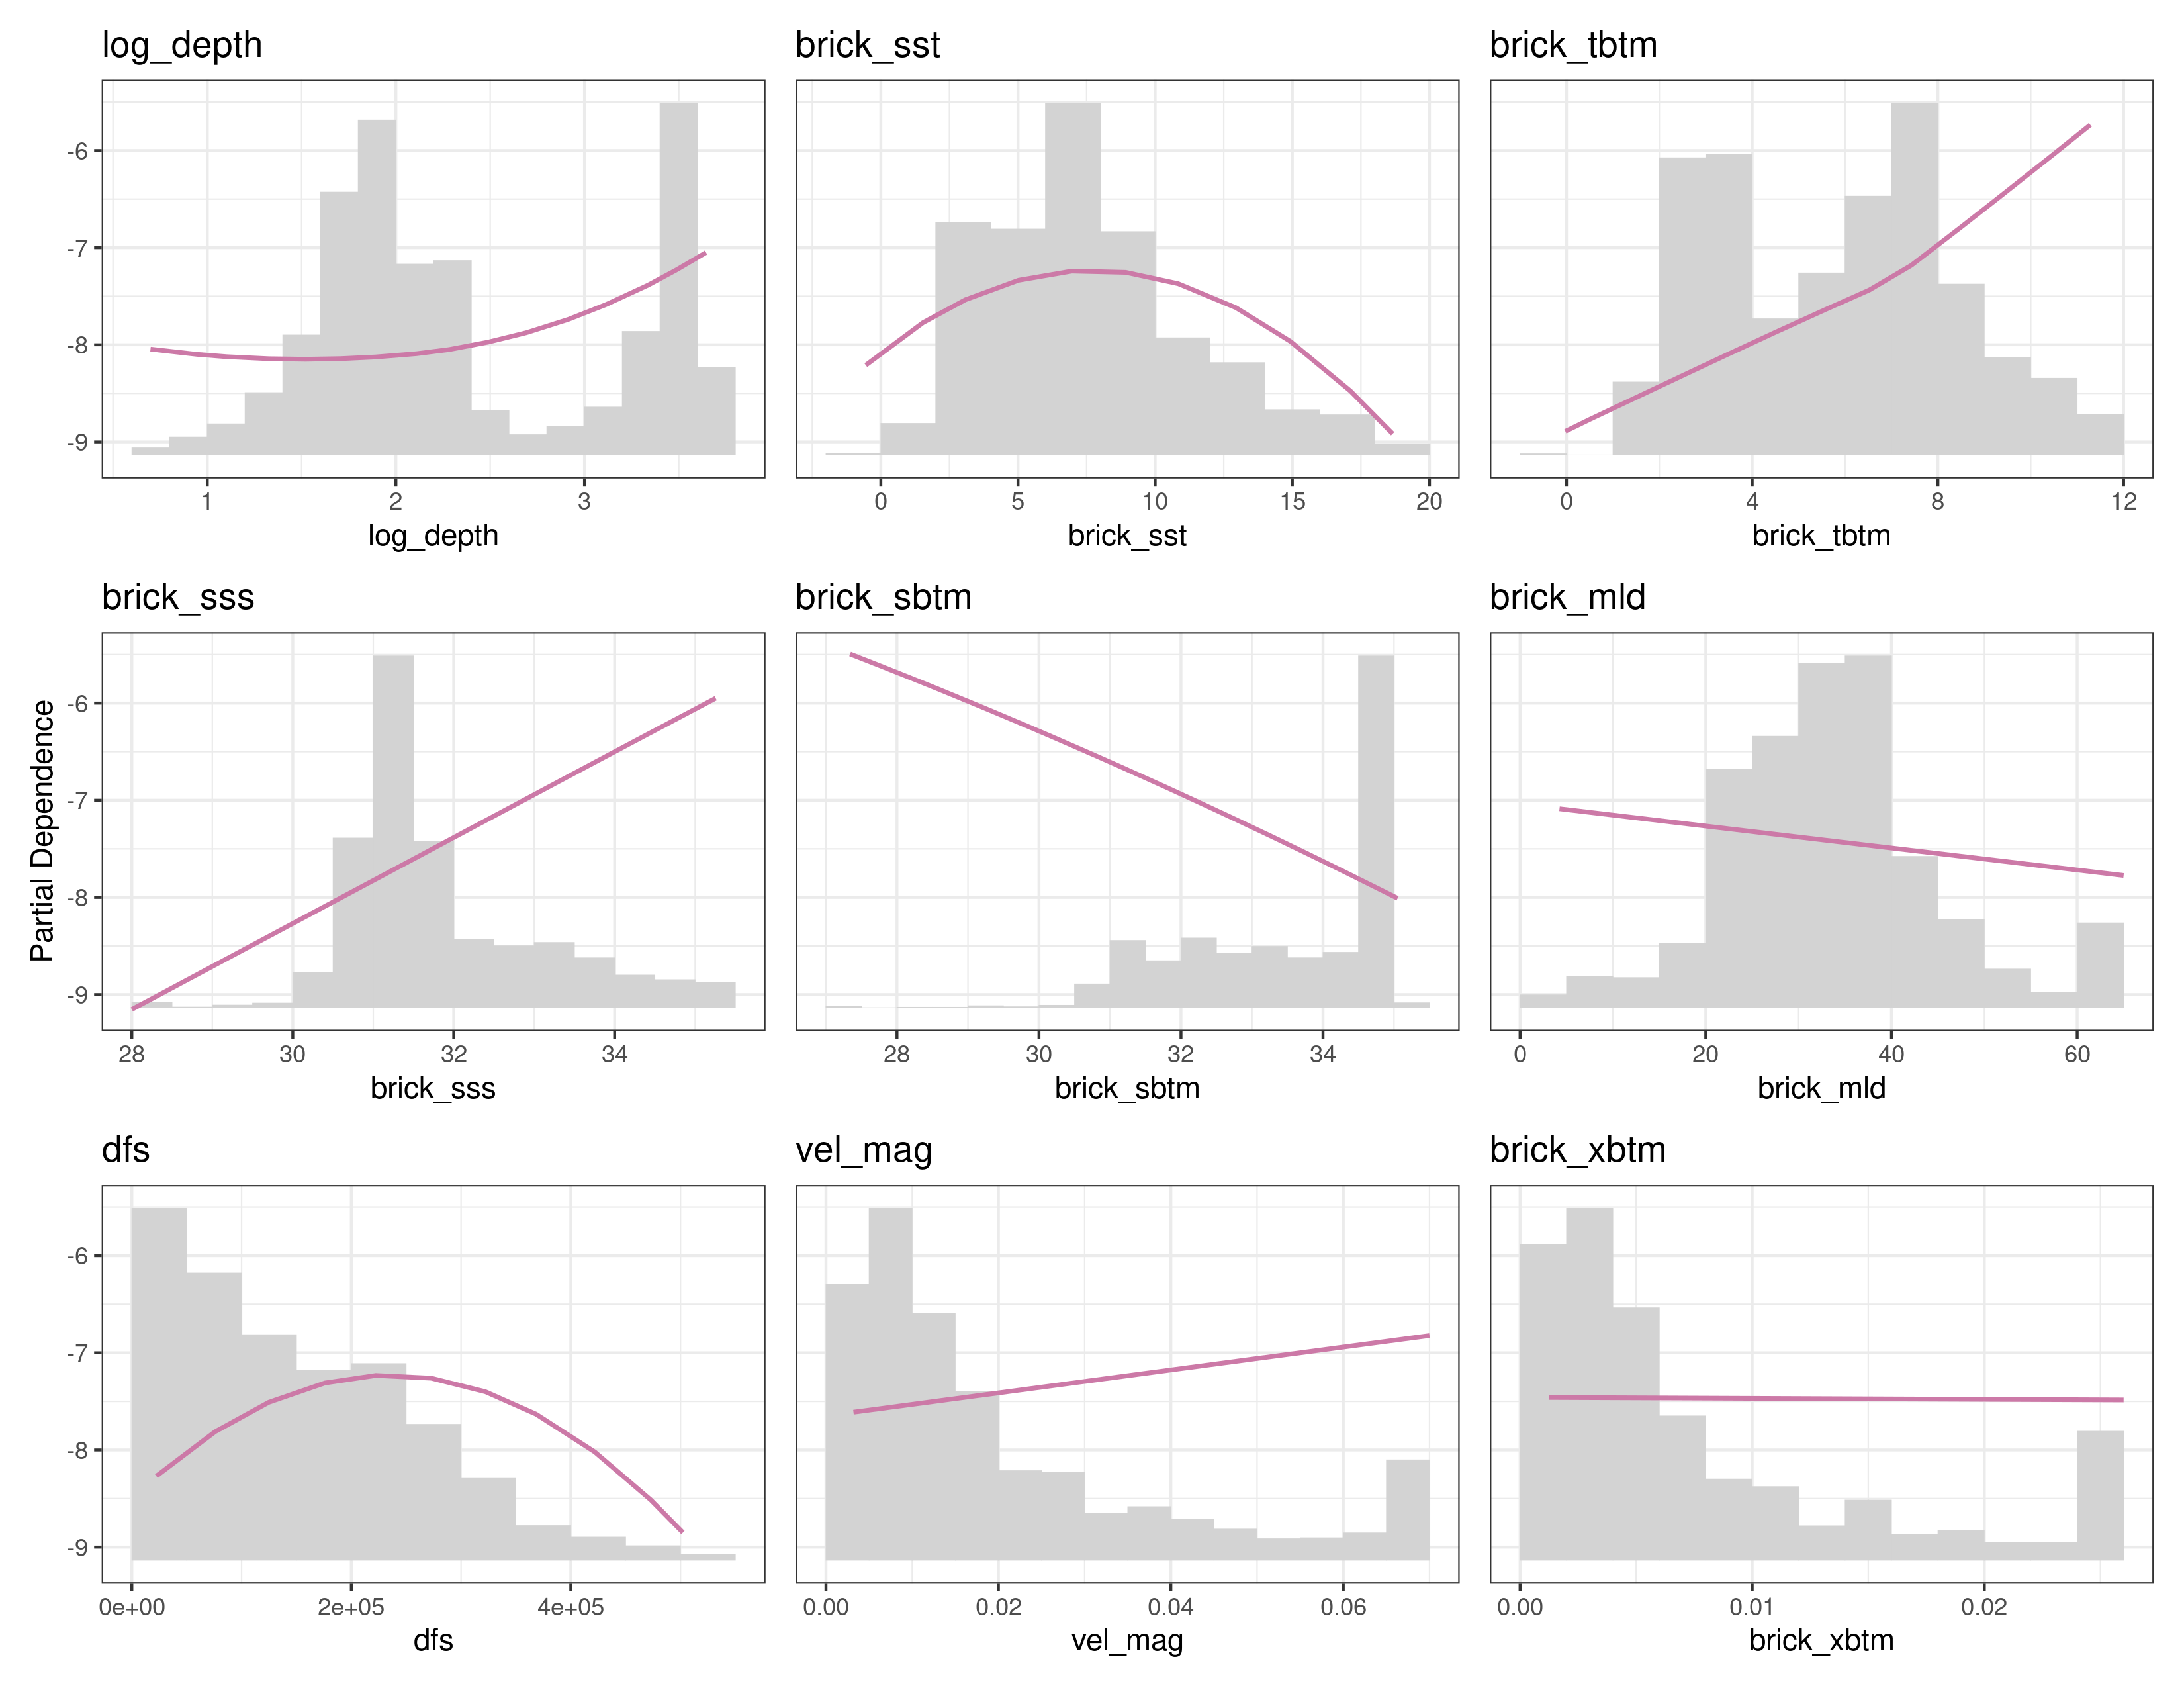 log_depth
brick_sst
brick_tbtm
-6
-7
-8
-9
1 2 3
0 5 10 15 20
0 4 8 12
log_depth
brick_sst
brick_tbtm
brick_sss
brick_sbtm
brick_mld
Partial Dependence
-6
-7
-8
-9
28 30 32 34
28 30 32 34
0 20 40 60
brick_sss
brick_sbtm
brick_mld
dfs
vel_mag
brick_xbtm
-6
-7
-8
-9
0e+00 2e+05 4e+05
0.00 0.02 0.04 0.06
0.00 0.01 0.02
dfs
vel_mag
brick_xbtm